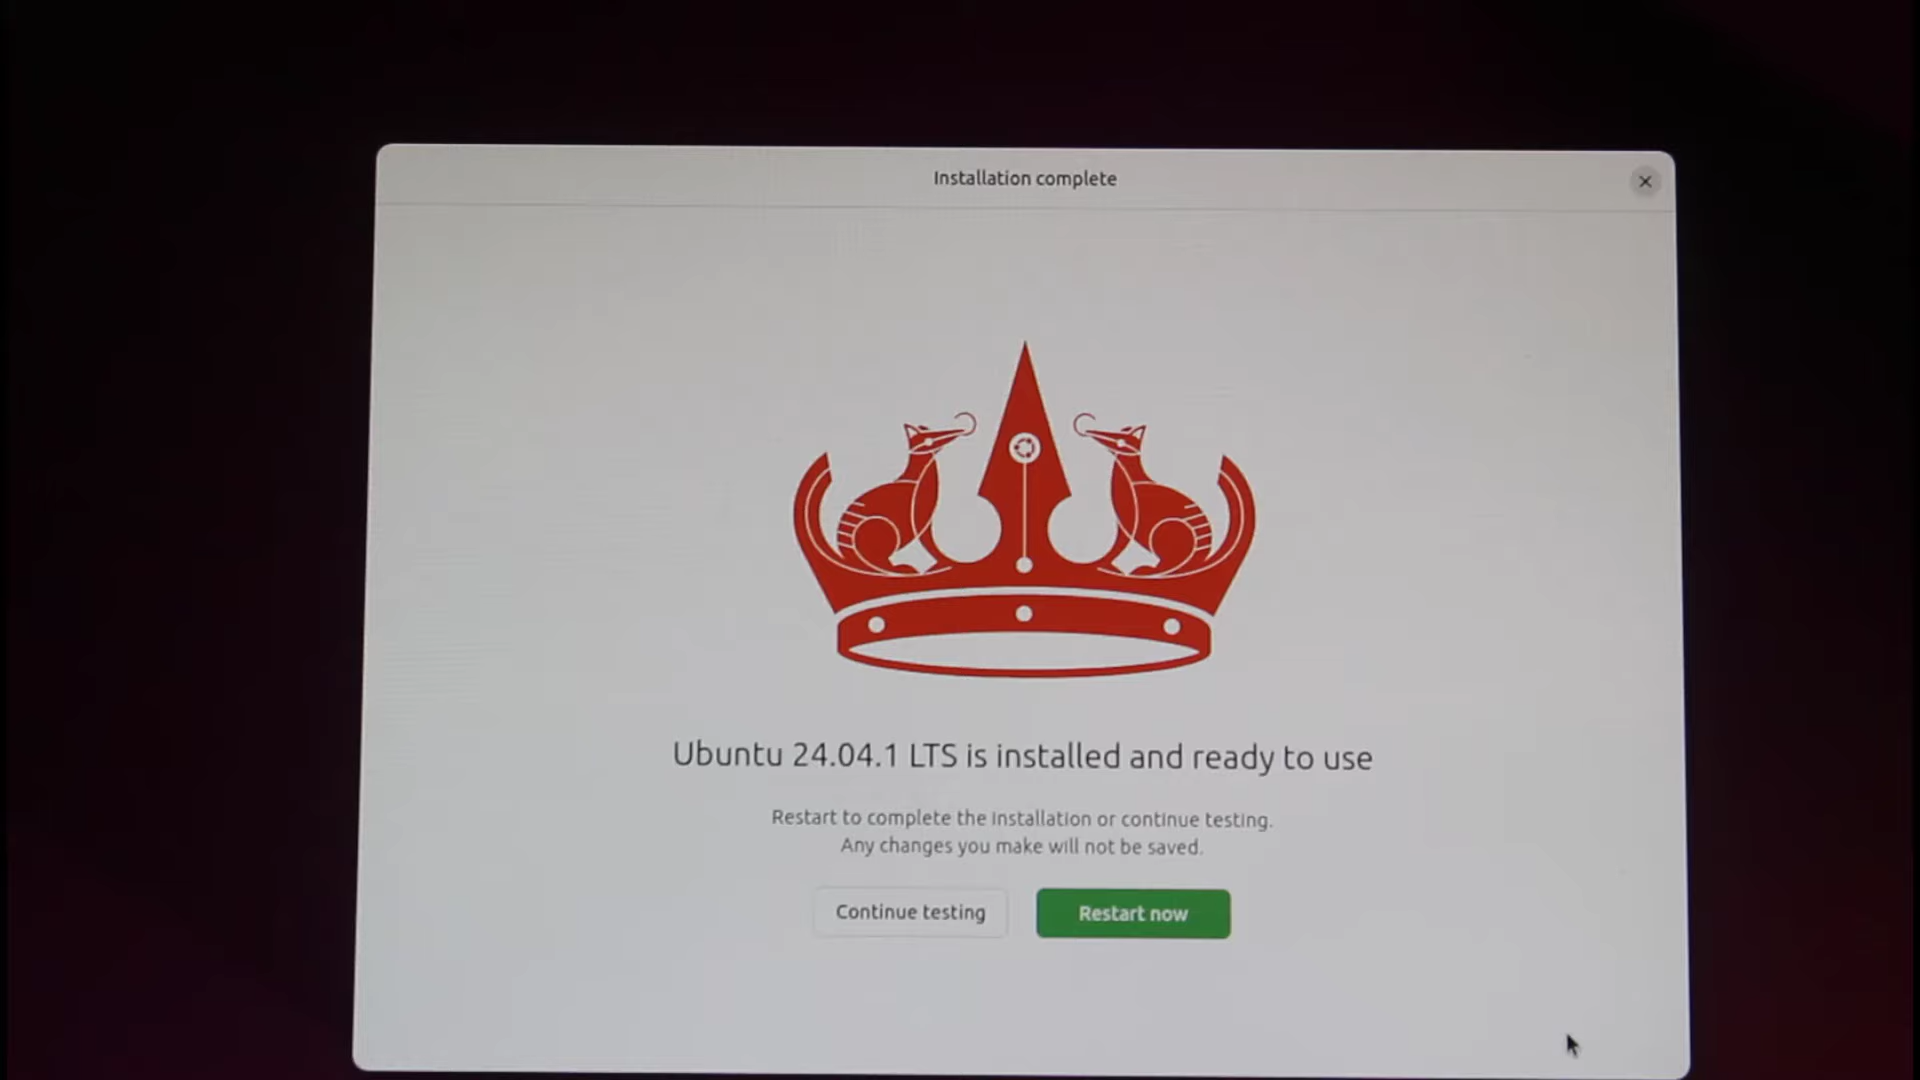 Installation complete
Ubuntu 24.04.1 LTS is installed and ready to use
Restart to complete the installation or continue testing.
Any changes you make will not be saved.
Continue testing
Restart now